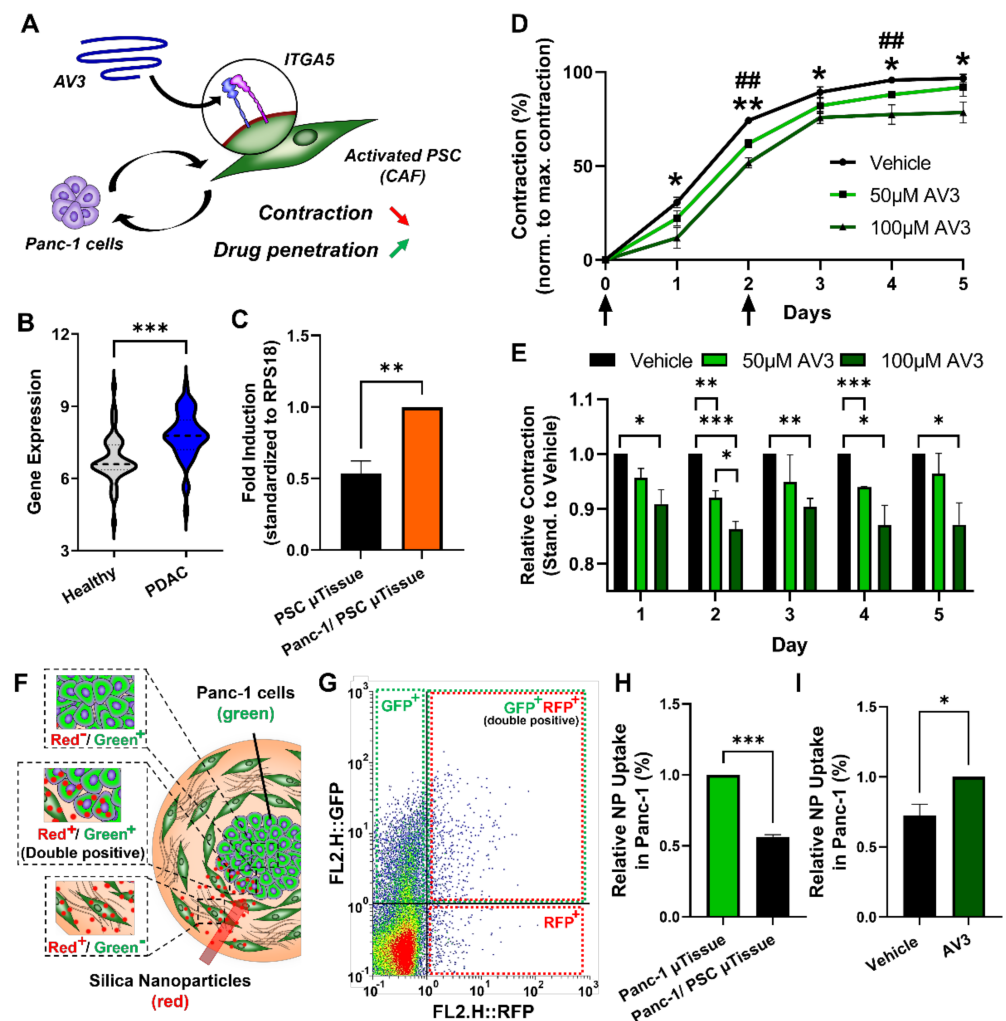 A
AV3
ITGA5
Activated PSC
(CAF)
Panc-1 cells
Contraction
Drug penetration
B
***
Gene Expression
12
9
6
3
Healthy
PDAC
C
**
Fold Induction
(standardized to RPS18)
1.5
1.0
0.5
0.0
PSC µTissue
Panc-1/ PSC µTissue
D
Contraction (%)
(norm. to max. contraction)
100
50
0
*
##
**
*
##
*
*
Vehicle
50µM AV3
100µM AV3
0
1
2
3
4
5
Days
E
Vehicle
50µM AV3
100µM AV3
Relative Contraction
(Stand. to Vehicle)
1.0
0.9
0.8
*
**
***
*
**
***
*
*
1
2
3
4
5
Day
F
Panc-1 cells
(green)
Red⁻/ Green⁺
Red⁺/ Green⁺
(Double positive)
Red⁺/ Green⁻
Silica Nanoparticles
(red)
G
GFP⁺
GFP⁺ RFP⁺
(double positive)
RFP⁺
FL2.H::GFP
10³
10²
10¹
10⁰
10⁻¹
10⁻¹
10⁰
10¹
10²
10³
FL2.H::RFP
H
***
Relative NP Uptake
in Panc-1 (%)
1.5
1.0
0.5
0.0
Panc-1 µTissue
Panc-1/ PSC µTissue
I
*
Relative NP Uptake
in Panc-1 (%)
1.5
1.0
0.5
0.0
Vehicle
AV3